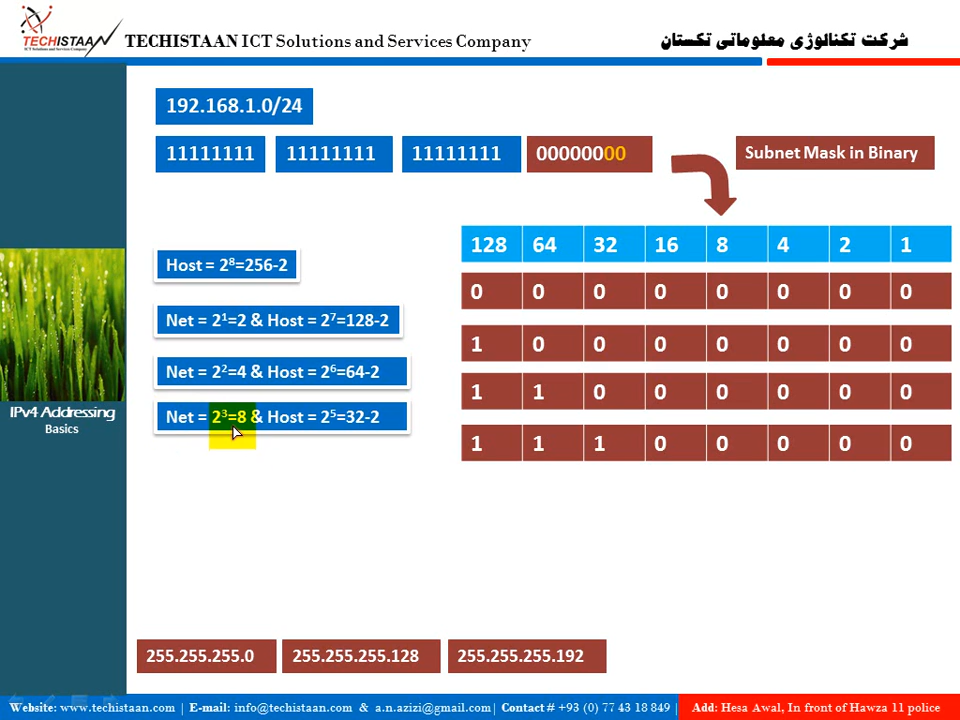 TECHISTAAN
ICT Solutions and Services Company
TECHISTAAN ICT Solutions and Services Company
شرکت تکنالوژی معلوماتی تکستان
192.168.1.0/24
11111111 11111111 11111111 00000000
Subnet Mask in Binary
128 64 32 16 8 4 2 1
Host = 2⁸=256-2
0 0 0 0 0 0 0 0
Net = 2¹=2 & Host = 2⁷=128-2
1 0 0 0 0 0 0 0
Net = 2²=4 & Host = 2⁶=64-2
1 1 0 0 0 0 0 0
Net = 2³=8 & Host = 2⁵=32-2
1 1 1 0 0 0 0 0
IPv4 Addressing
Basics
255.255.255.0 255.255.255.128 255.255.255.192
Website: www.techistaan.com | E-mail: info@techistaan.com & a.n.azizi@gmail.com| Contact # +93 (0) 77 43 18 849 | Add: Hesa Awal, In front of Hawza 11 police